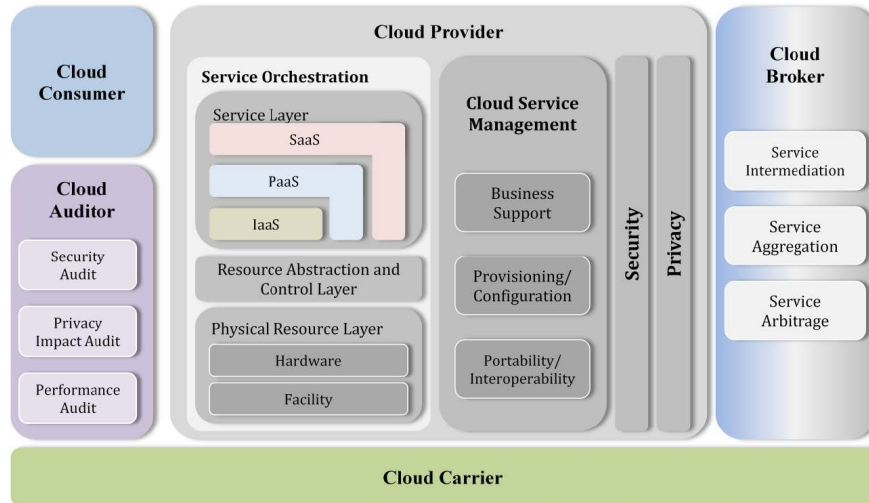 Cloud
Consumer
Cloud
Auditor
Security
Audit
Privacy
Impact Audit
Performance
Audit
Cloud Provider
Service Orchestration
Service Layer
SaaS
PaaS
IaaS
Resource Abstraction and
Control Layer
Physical Resource Layer
Hardware
Facility
Cloud Service
Management
Business
Support
Provisioning/
Configuration
Portability/
Interoperability
Security
Privacy
Cloud
Broker
Service
Intermediation
Service
Aggregation
Service
Arbitrage
Cloud Carrier